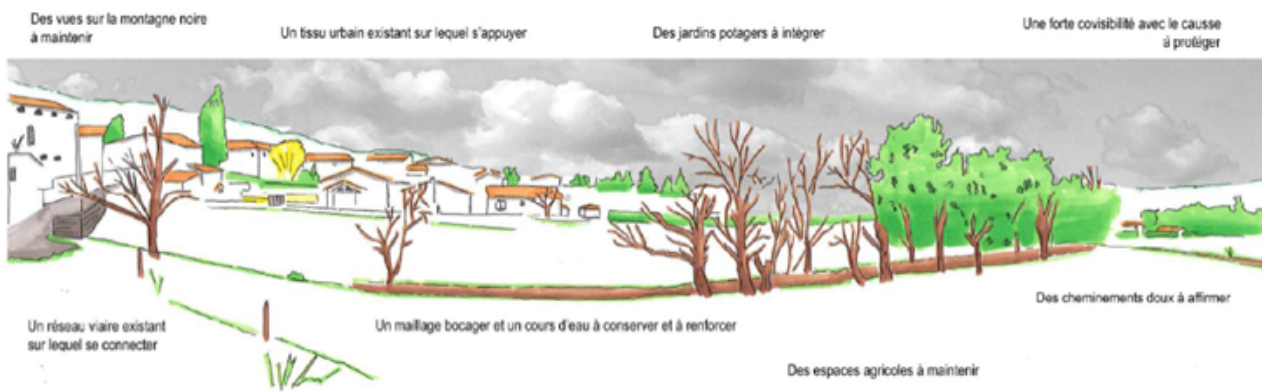 Des vues sur la montagne noire
à maintenir
Un tissu urbain existant sur lequel s'appuyer
Des jardins potagers à intégrer
Une forte covisibilité avec le causse
à protéger
Un réseau viaire existant
sur lequel se connecter
Un maillage bocager et un cours d'eau à conserver et à renforcer
Des cheminements doux à affirmer
Des espaces agricoles à maintenir